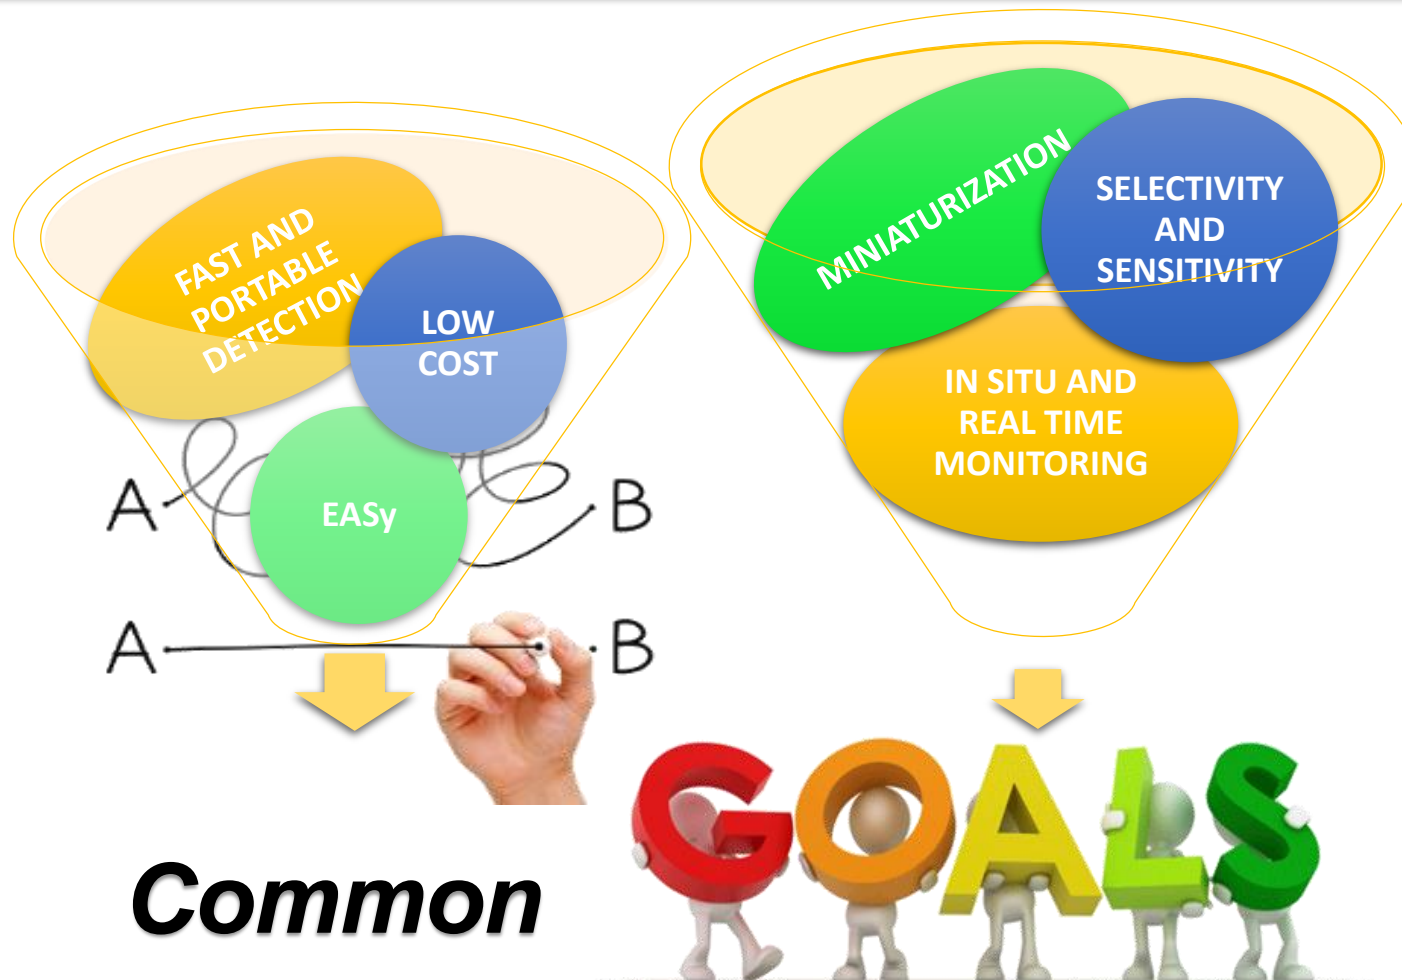 FAST AND
PORTABLE
DETECTION
LOW
COST
EASy
A
B
A
B
MINIATURIZATION
SELECTIVITY
AND
SENSITIVITY
IN SITU AND
REAL TIME
MONITORING
Common
GOALS